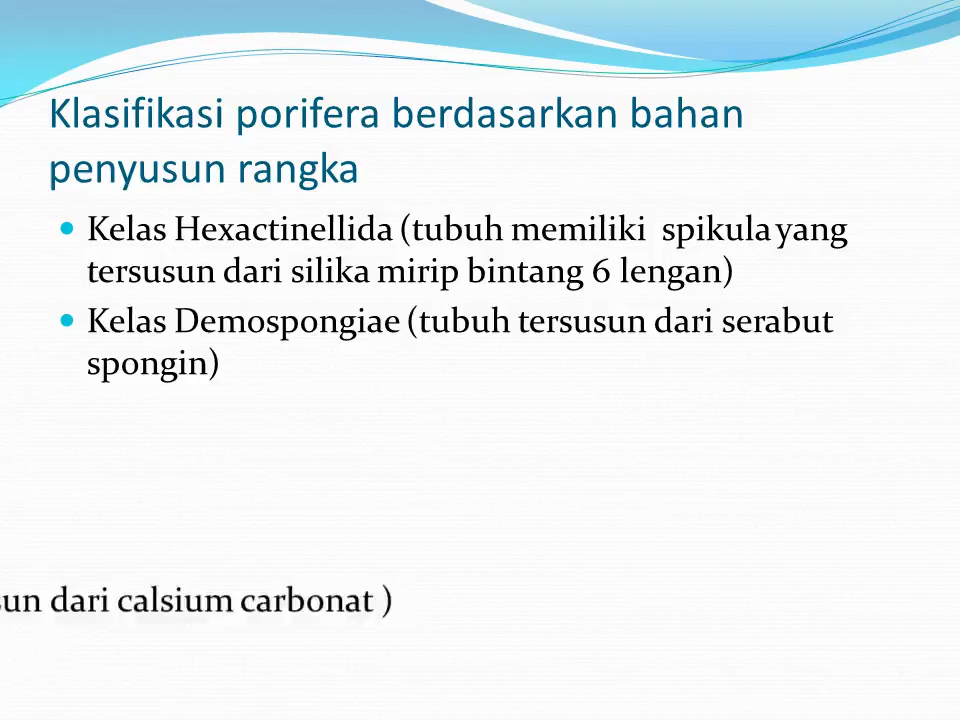 Klasifikasi porifera berdasarkan bahan
penyusun rangka
Kelas Hexactinellida (tubuh memiliki spikula yang
tersusun dari silika mirip bintang 6 lengan)
Kelas Demospongiae (tubuh tersusun dari serabut
spongin)
dari calsium carbonat )